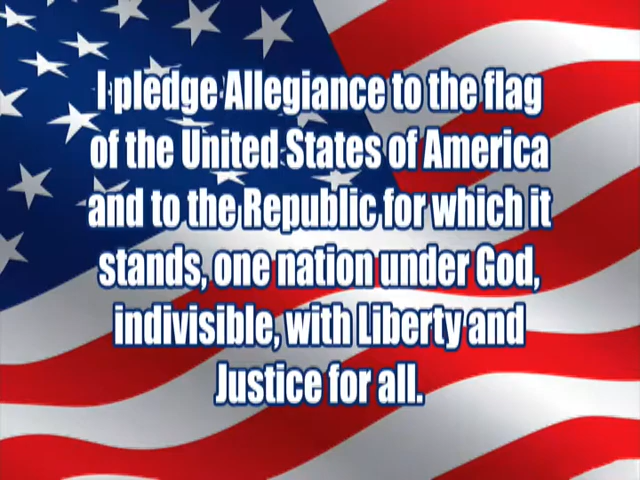 I pledge Allegiance to the flag
of the United States of America
and to the Republic for which it
stands, one nation under God,
indivisible, with Liberty and
Justice for all.